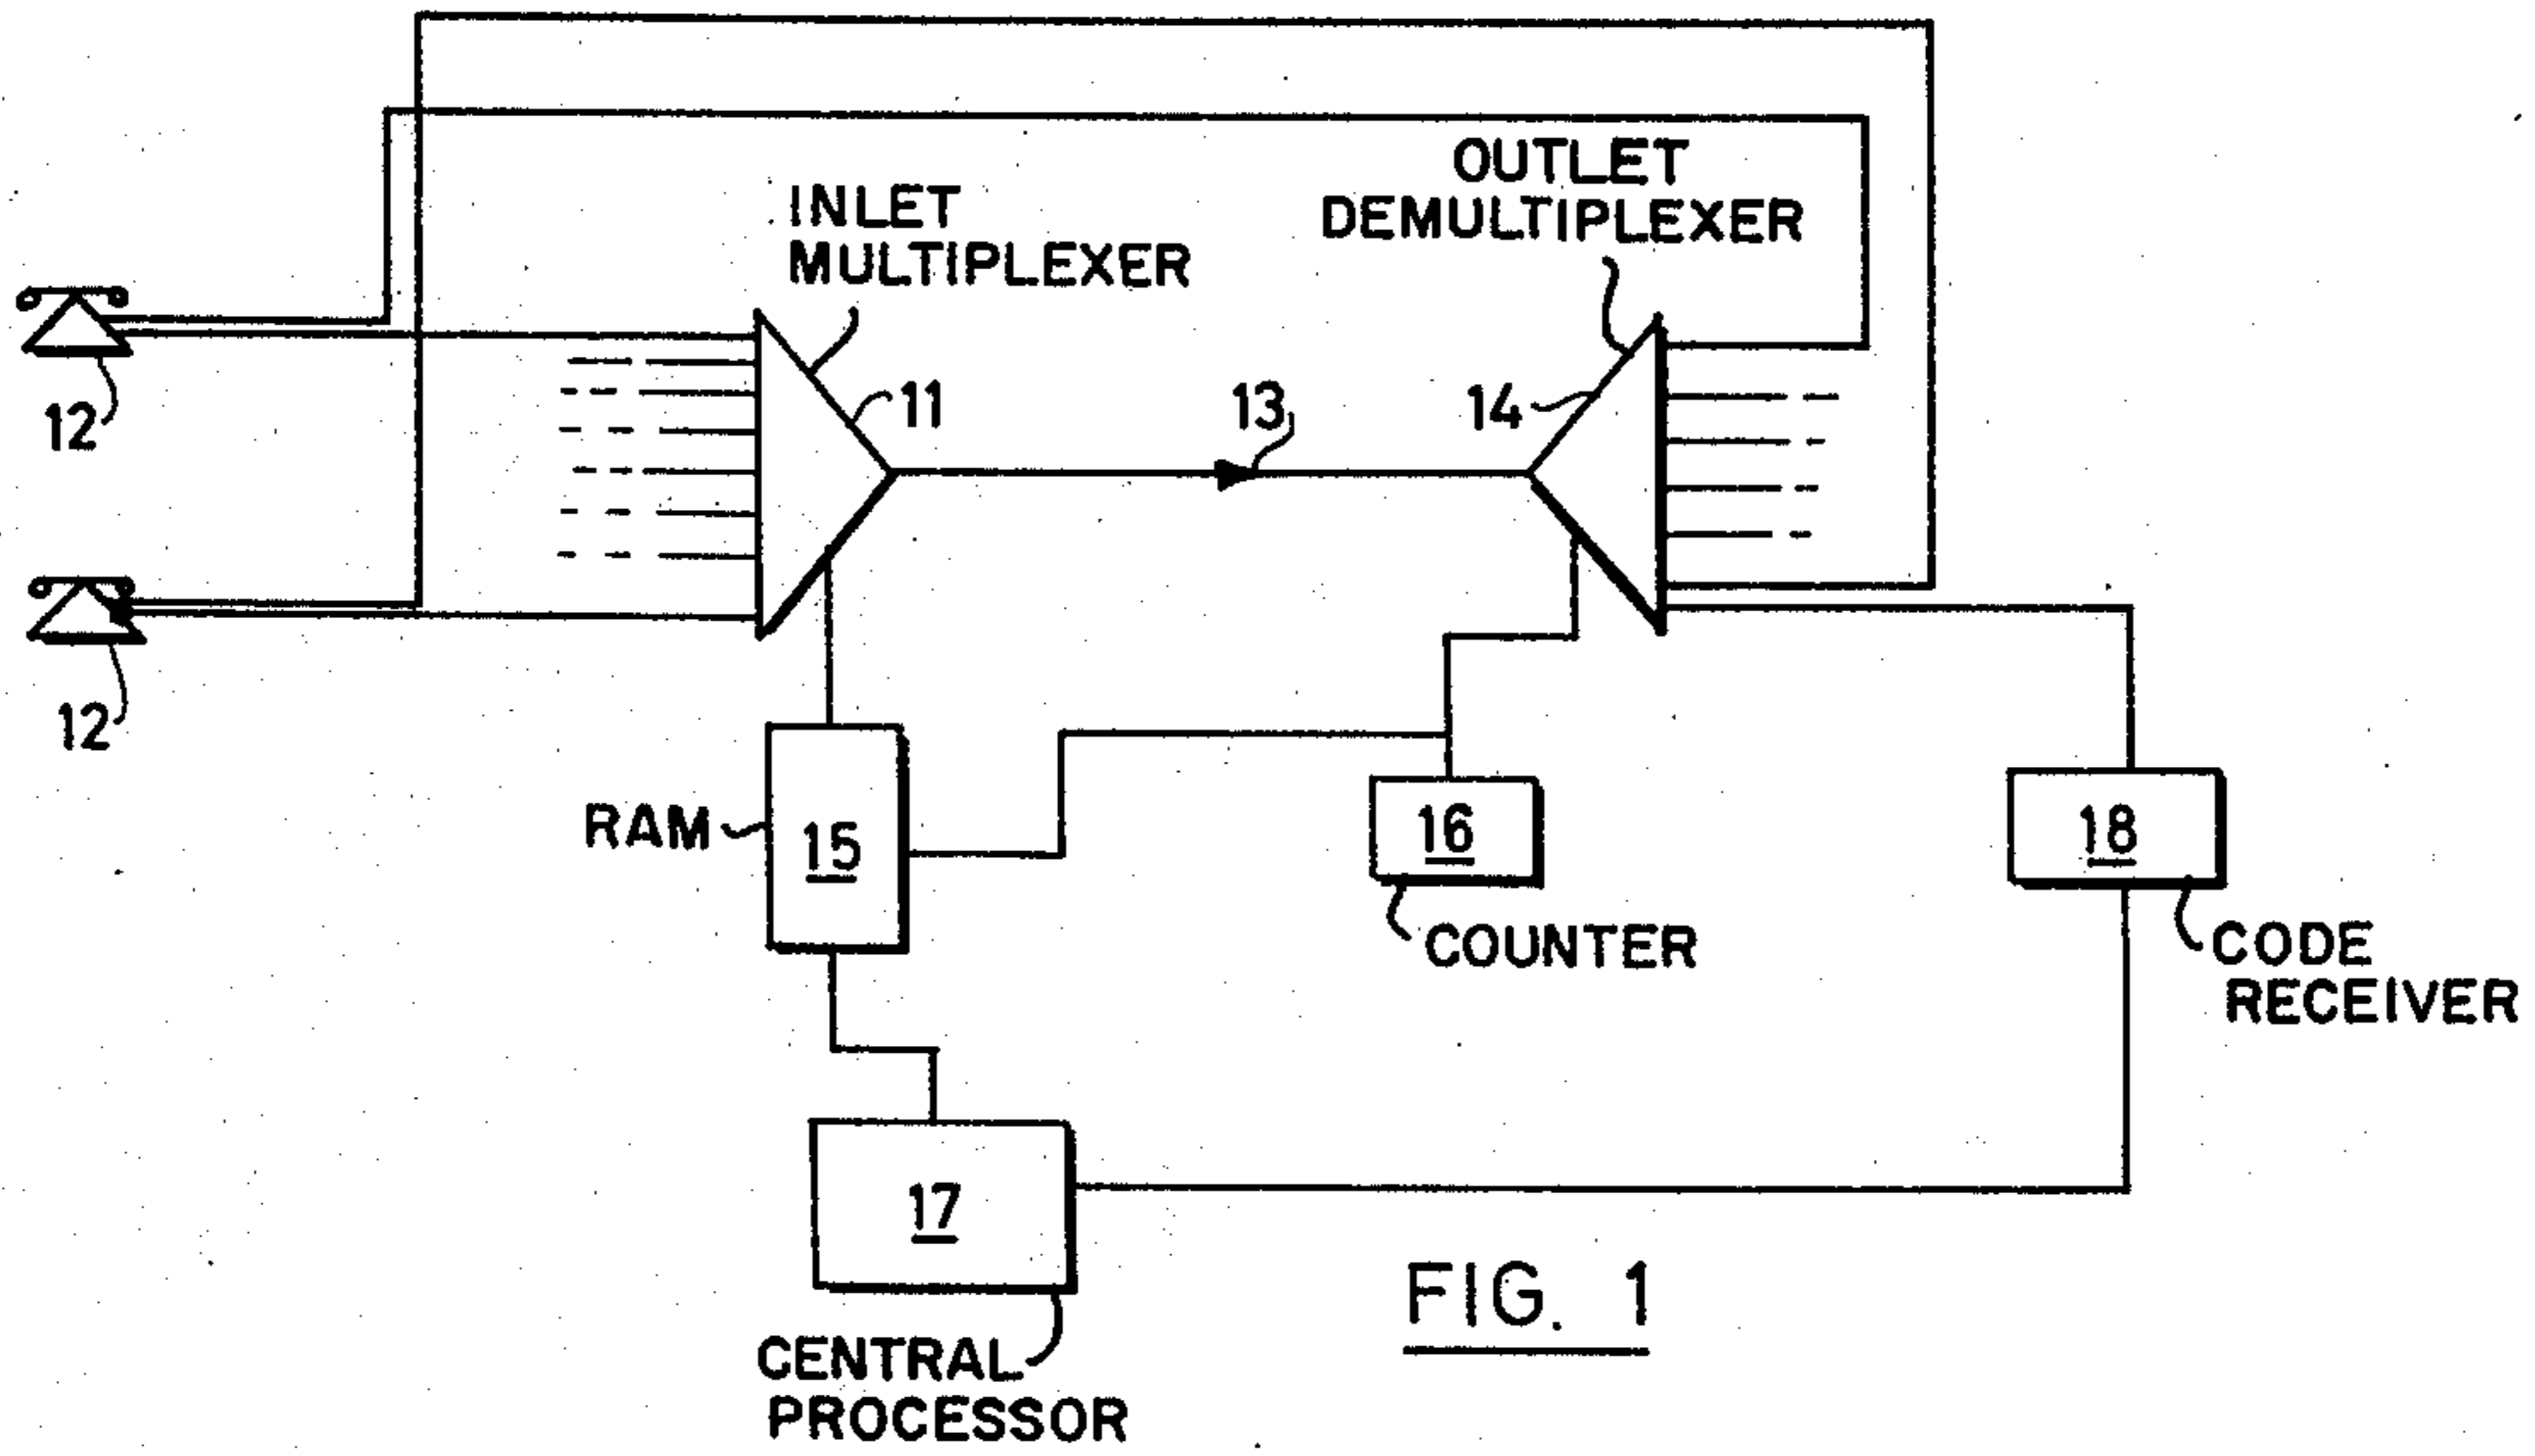 OUTLET
DEMULTIPLEXER
INLET
MULTIPLEXER
12
11
13
14
12
RAM
15
16
18
COUNTER
CODE
RECEIVER
17
FIG. 1
CENTRAL
PROCESSOR